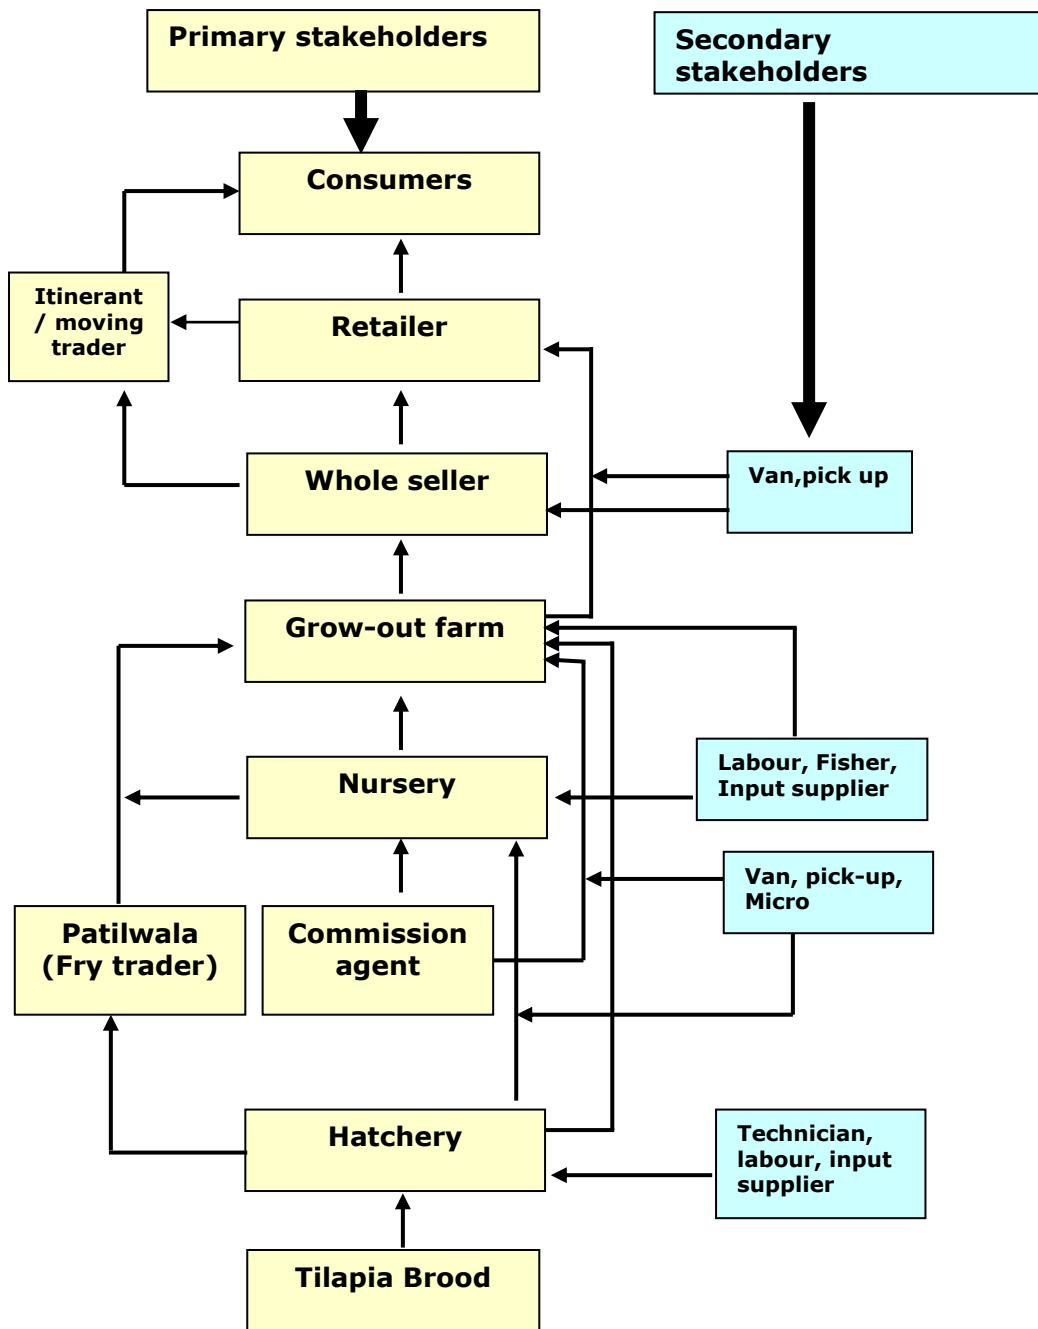 Primary stakeholders
Secondary
stakeholders
Consumers
Itinerant
/ moving
trader
Retailer
Whole seller
Van,pick up
Grow-out farm
Nursery
Labour, Fisher,
Input supplier
Van, pick-up,
Micro
Patilwala
(Fry trader)
Commission
agent
Hatchery
Technician,
labour, input
supplier
Tilapia Brood